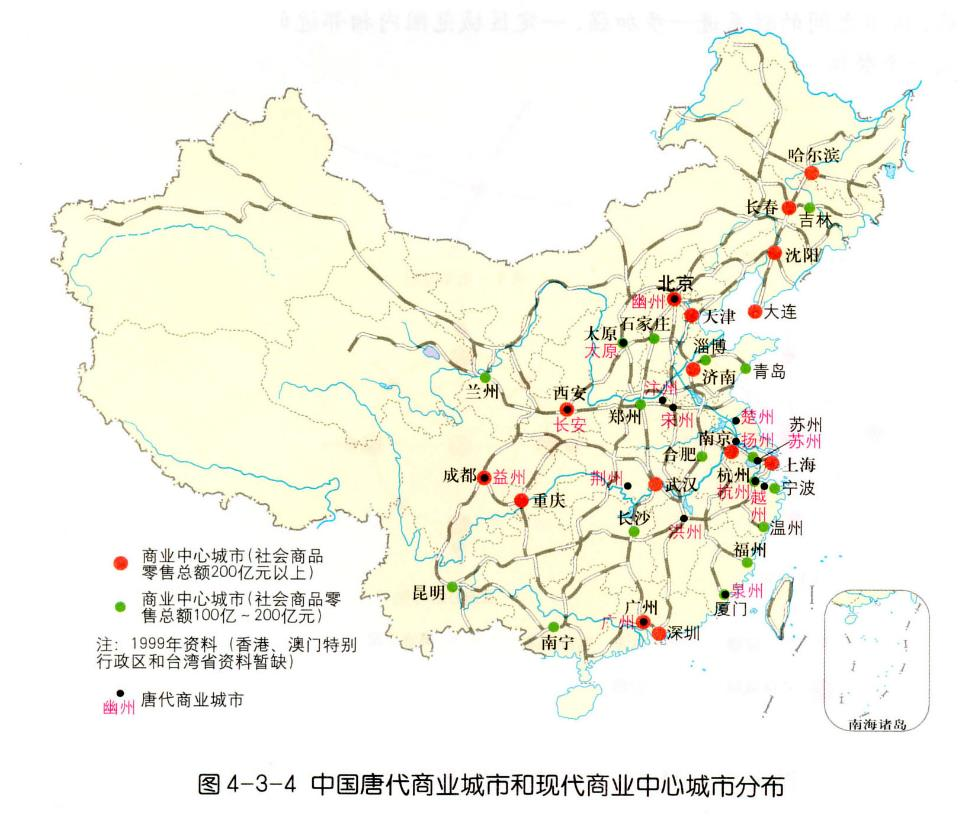 哈尔滨
长春
吉林
沈阳
北京
幽州
天津
大连
太原
太原
石家庄
淄博
济南
青岛
兰州
西安
长安
郑州
汴州
宋州
楚州
扬州
南京
苏州
苏州
合肥
上海
成都
益州
荆州
武汉
杭州
杭州
越州
宁波
重庆
长沙
洪州
温州
福州
泉州
厦门
昆明
南宁
广州
广州
深圳
商业中心城市(社会商品
零售总额200亿元以上)
商业中心城市(社会商品零
售总额100亿~200亿元)
注: 1999年资料 (香港、澳门特别
行政区和台湾省资料暂缺)
幽州
唐代商业城市
南海诸岛
图 4-3-4 中国唐代商业城市和现代商业中心城市分布